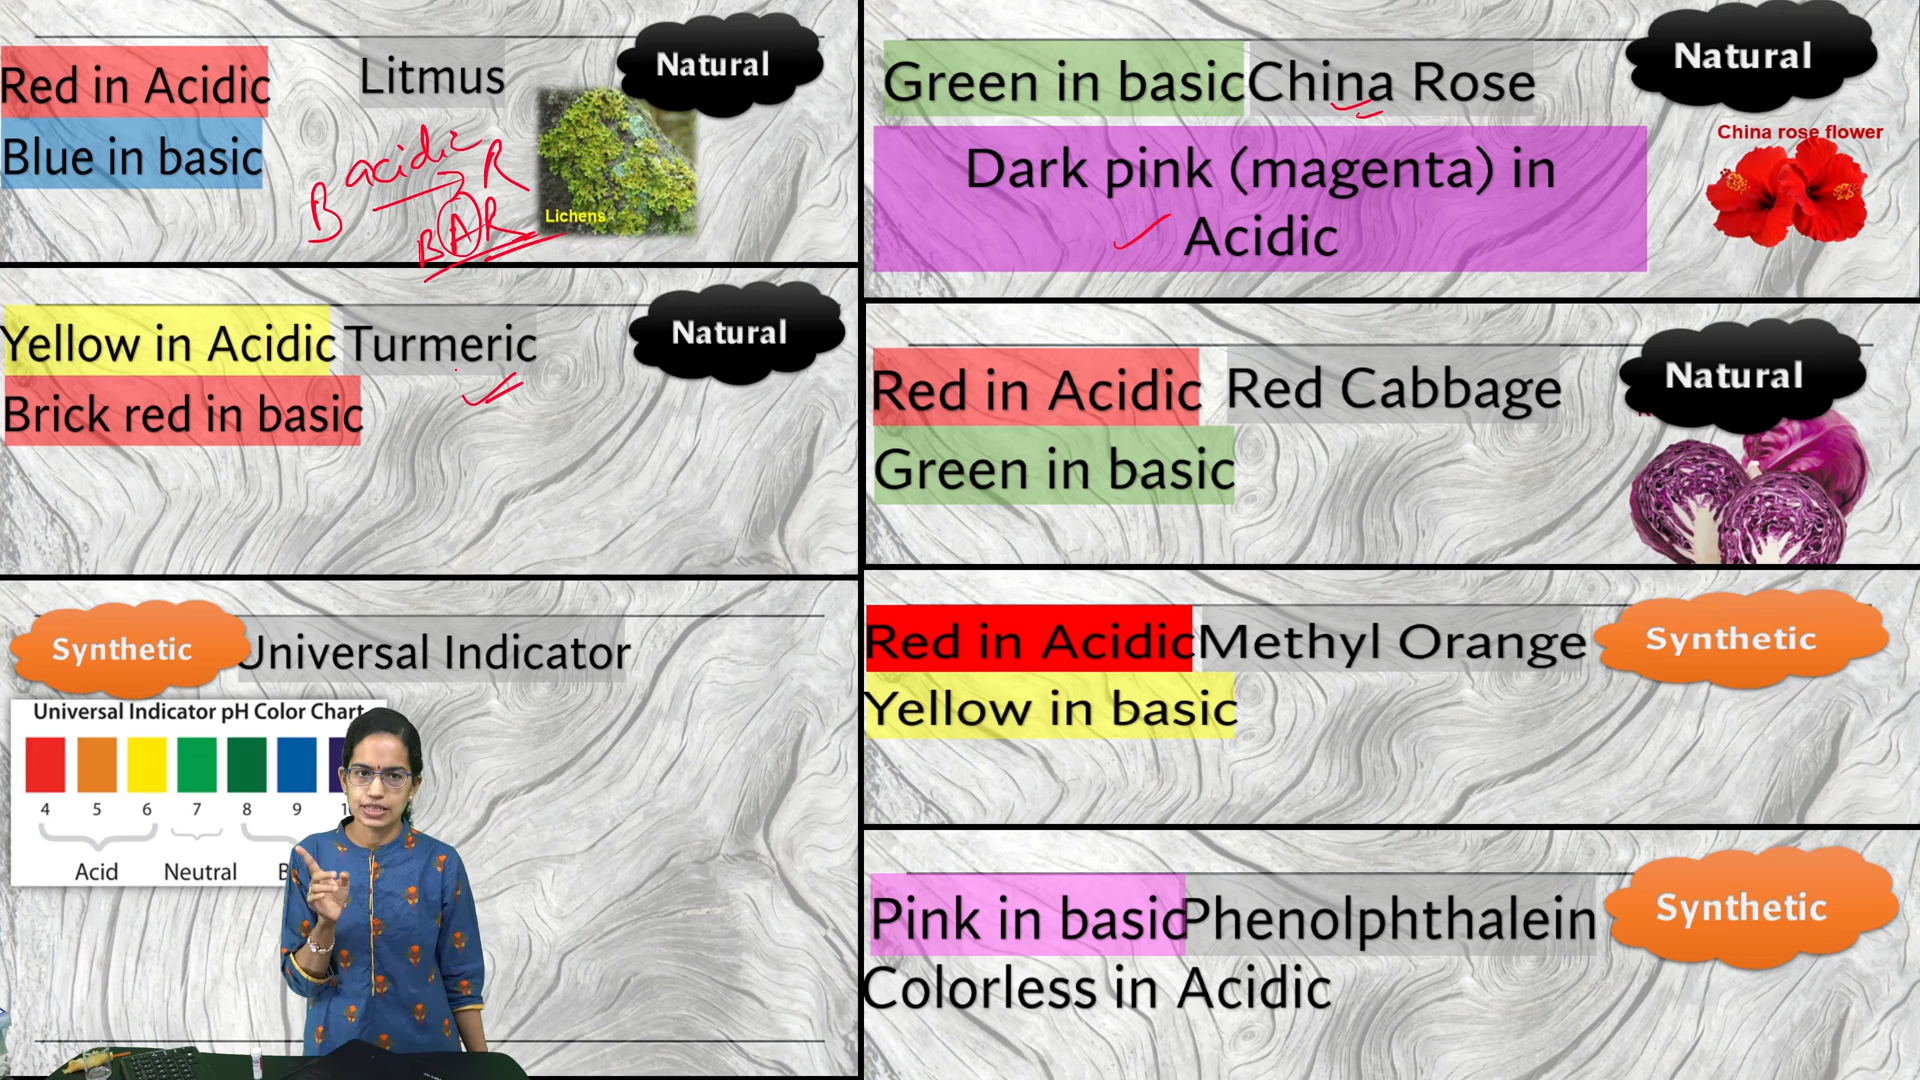 Red in Acidic
Litmus
Natural
Blue in basic
acidic
B
R
BAR
Lichens
Yellow in Acidic
Turmeric
Natural
Brick red in basic
Synthetic
Universal Indicator
Universal Indicator pH Color Chart
4 5 6 7 8 9
Acid Neutral
Green in basic
China Rose
Natural
China rose flower
Dark pink (magenta) in
Acidic
Red in Acidic
Red Cabbage
Natural
Green in basic
Red in Acidic
Methyl Orange
Synthetic
Yellow in basic
Pink in basic
Phenolphthalein
Synthetic
Colorless in Acidic